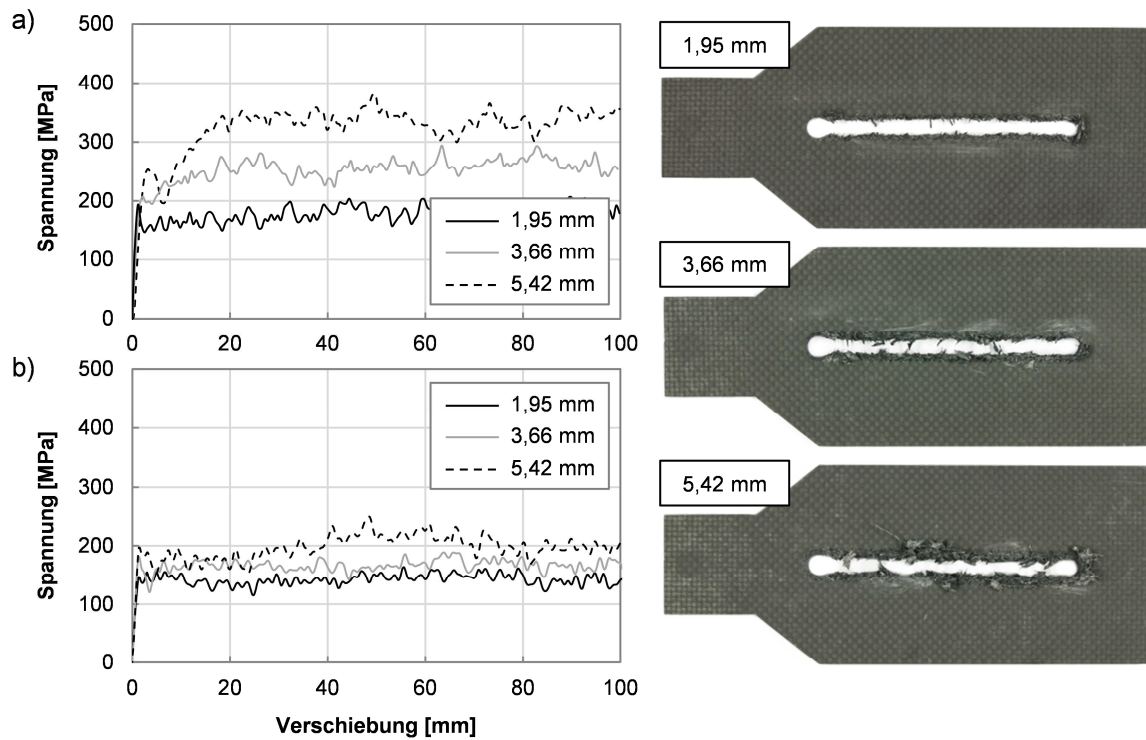 a)
Spannung [MPa]
500
400
300
200
100
0
0 20 40 60 80 100
1,95 mm
3,66 mm
5,42 mm
b)
Spannung [MPa]
500
400
300
200
100
0
0 20 40 60 80 100
Verschiebung [mm]
1,95 mm
3,66 mm
5,42 mm
1,95 mm
3,66 mm
5,42 mm